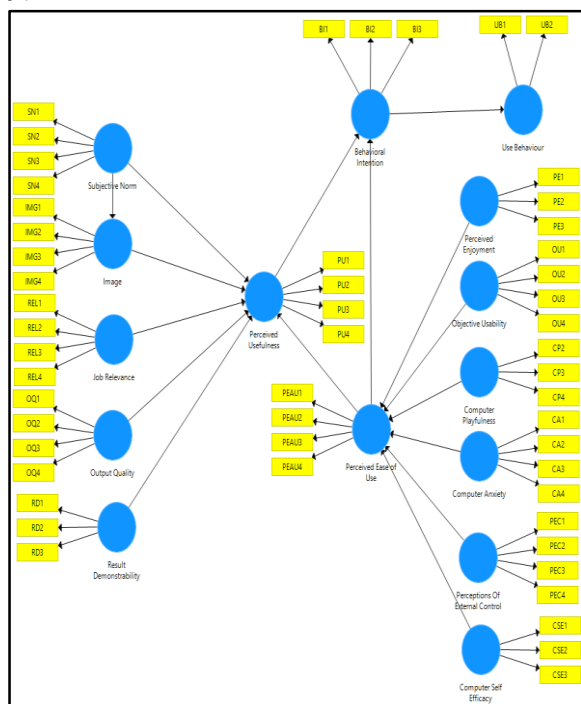 BI1
BI2
BI3
UB1
UB2
Behavioral
Intention
Use Behaviour
SN1
SN2
SN3
SN4
Subjective Norm
IMG1
IMG2
IMG3
IMG4
Image
REL1
REL2
REL3
REL4
Job Relevance
OQ1
OQ2
OQ3
OQ4
Output Quality
RD1
RD2
RD3
Result
Demonstrability
PU1
PU2
PU3
PU4
Perceived
Usefulness
PEAU1
PEAU2
PEAU3
PEAU4
Perceived Ease of
Use
PE1
PE2
PE3
Perceived
Enjoyment
OU1
OU2
OU3
OU4
Objective Usability
CP2
CP3
CP4
Computer
Playfulness
CA1
CA2
CA3
CA4
Computer Anxiety
PEC1
PEC2
PEC3
PEC4
Perceptions Of
External Control
CSE1
CSE2
CSE3
Computer Self
Efficacy